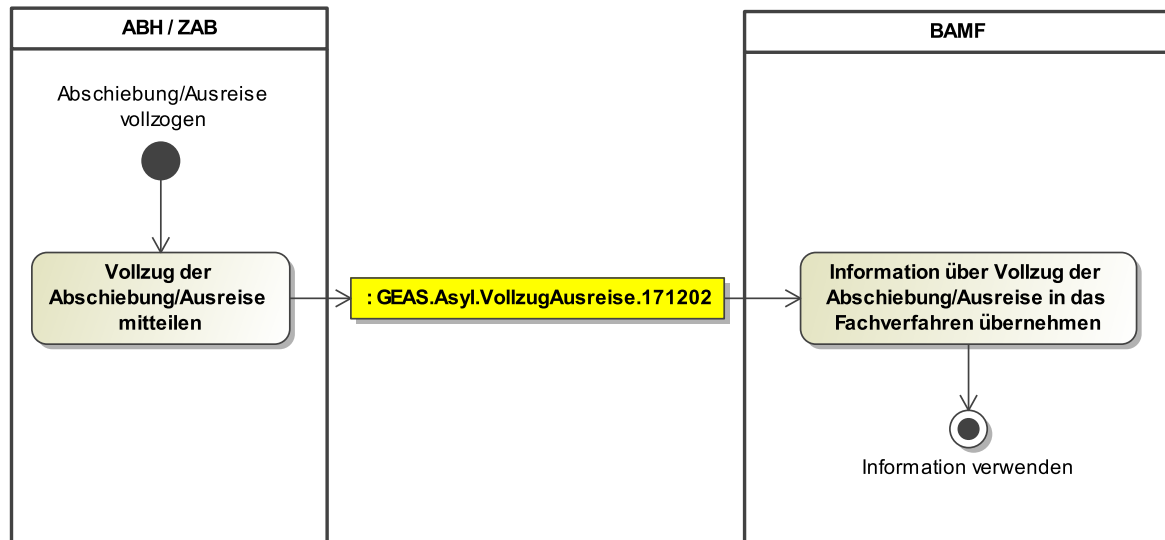 ABH / ZAB
BAMF
Abschiebung/Ausreise
vollzogen
Vollzug der
Abschiebung/Ausreise
mitteilen
: GEAS.Asyl.VollzugAusreise.171202
Information über Vollzug der
Abschiebung/Ausreise in das
Fachverfahren übernehmen
Information verwenden